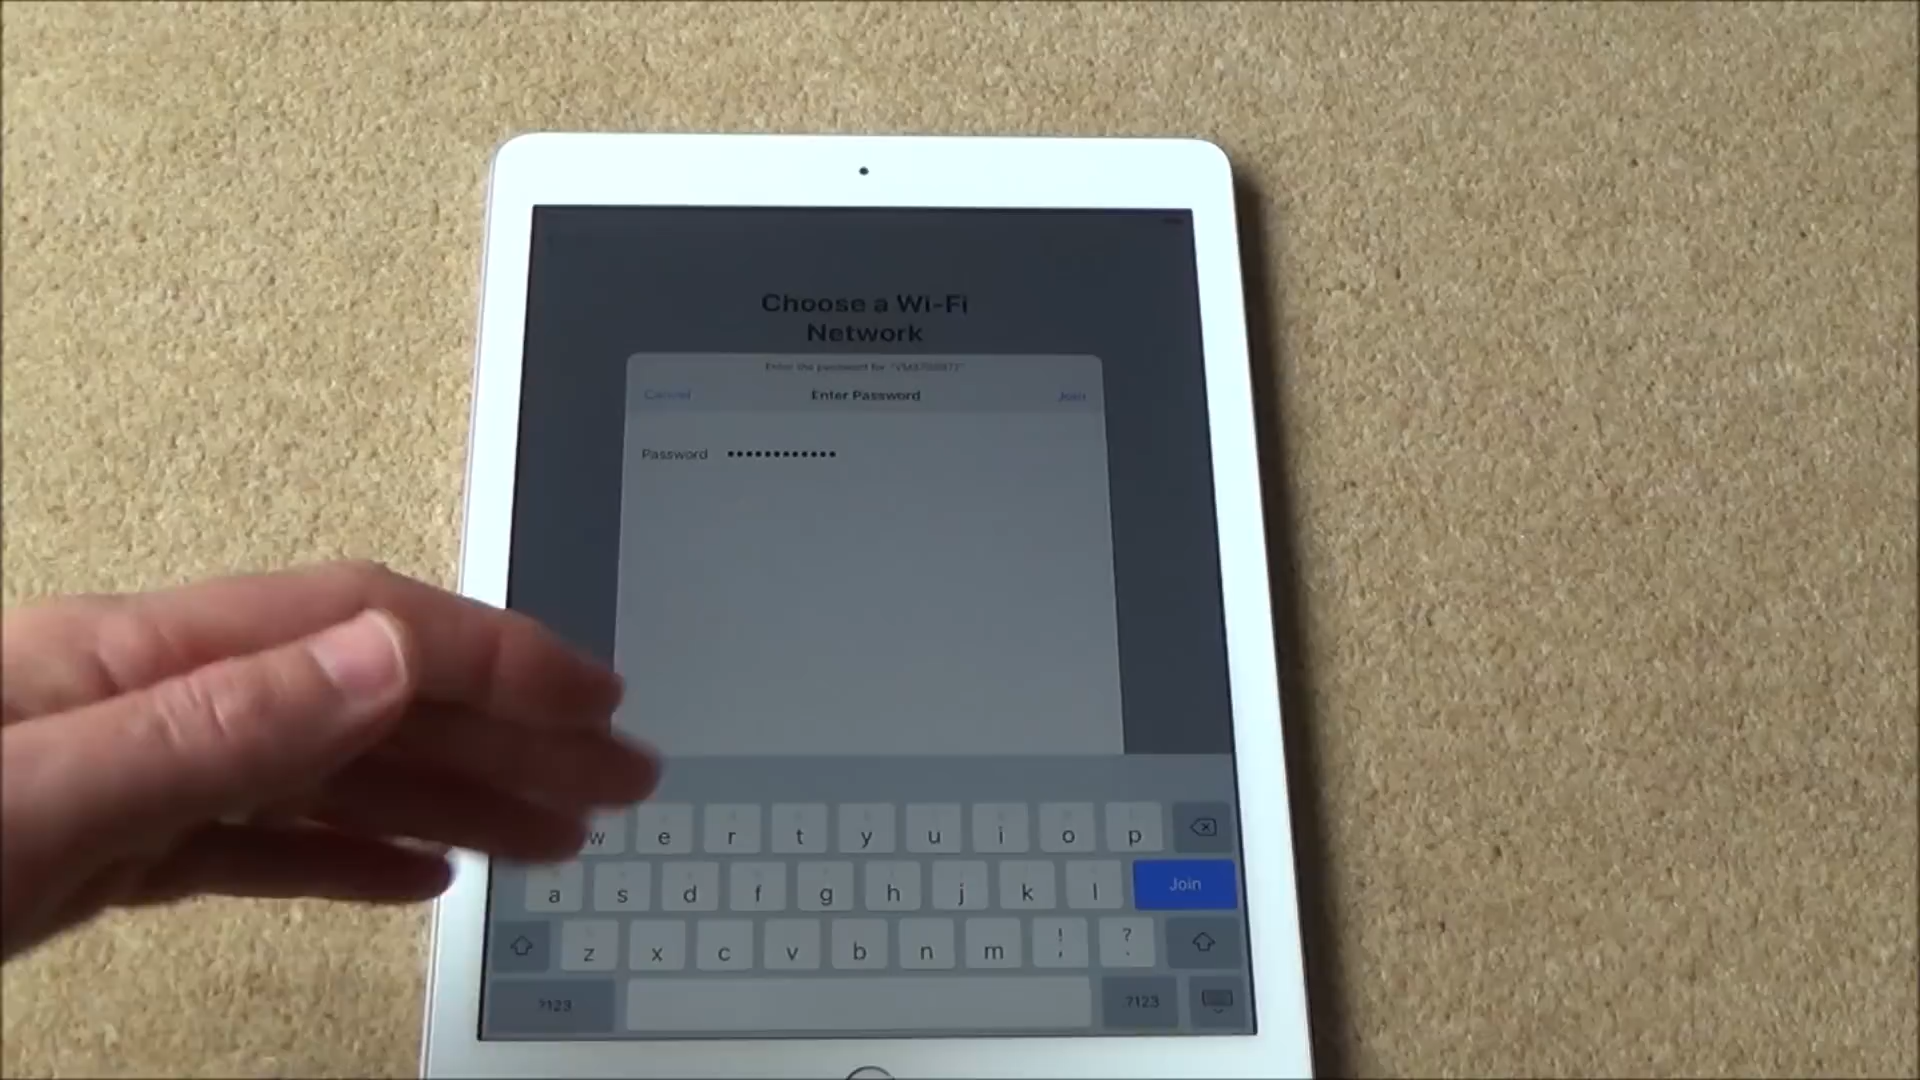 Choose a Wi-Fi
Network
Enter the password for
Cancel Enter Password Join
Password ••••••••••••
w e r t y u i o p
a s d f g h j k l Join
z x c v b n m ! , ? .
?123 ?123